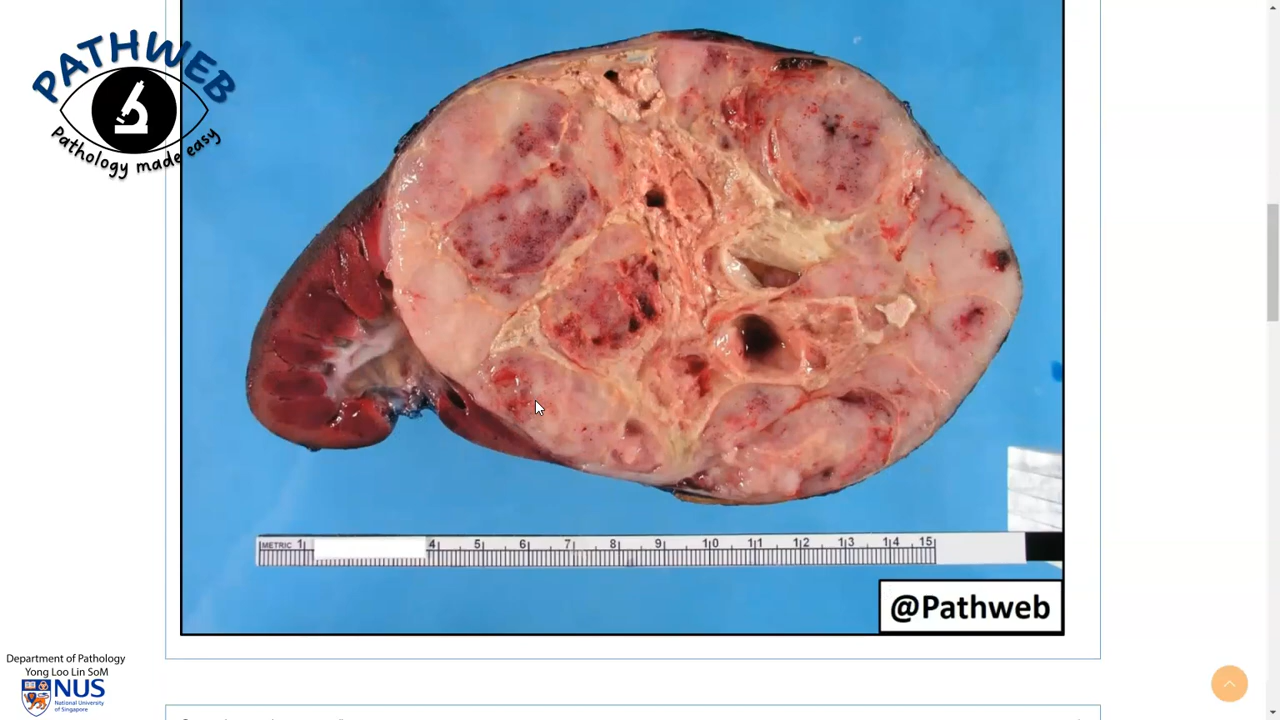 PATHWEB
Pathology made easy
METRIC 1 4 5 6 7 8 9 10 11 12 13 14 15
@Pathweb
Department of Pathology
Yong Loo Lin SoM
NUS
National University
of Singapore